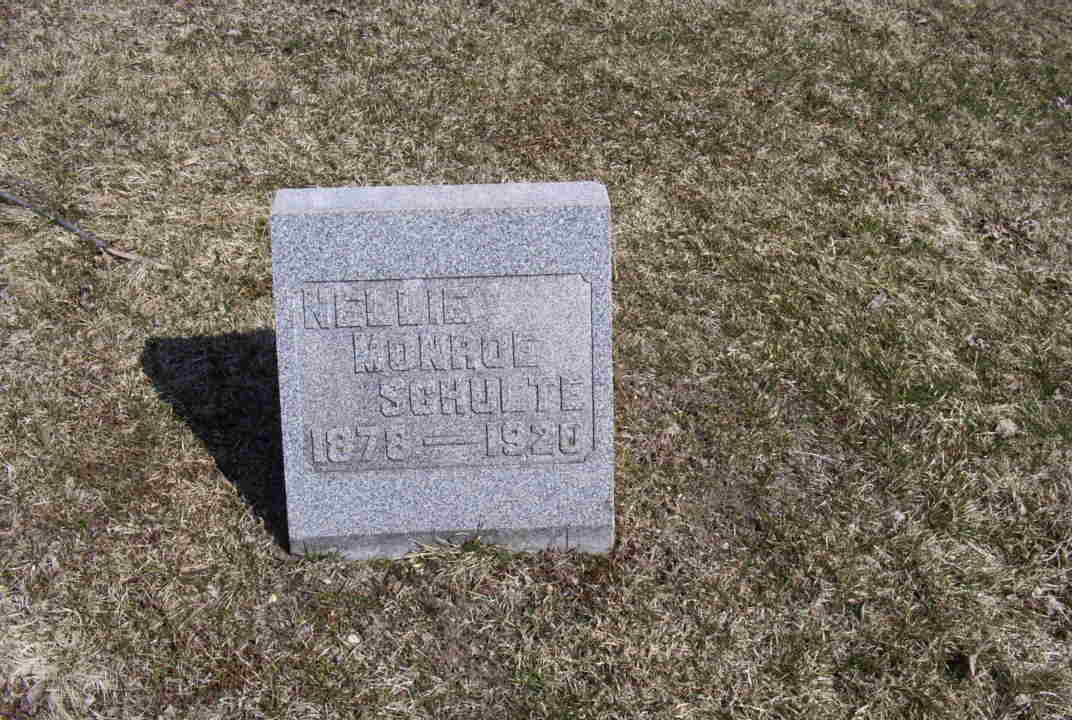 NELLIE
MONROE
SCHULTE
1878 — 1920